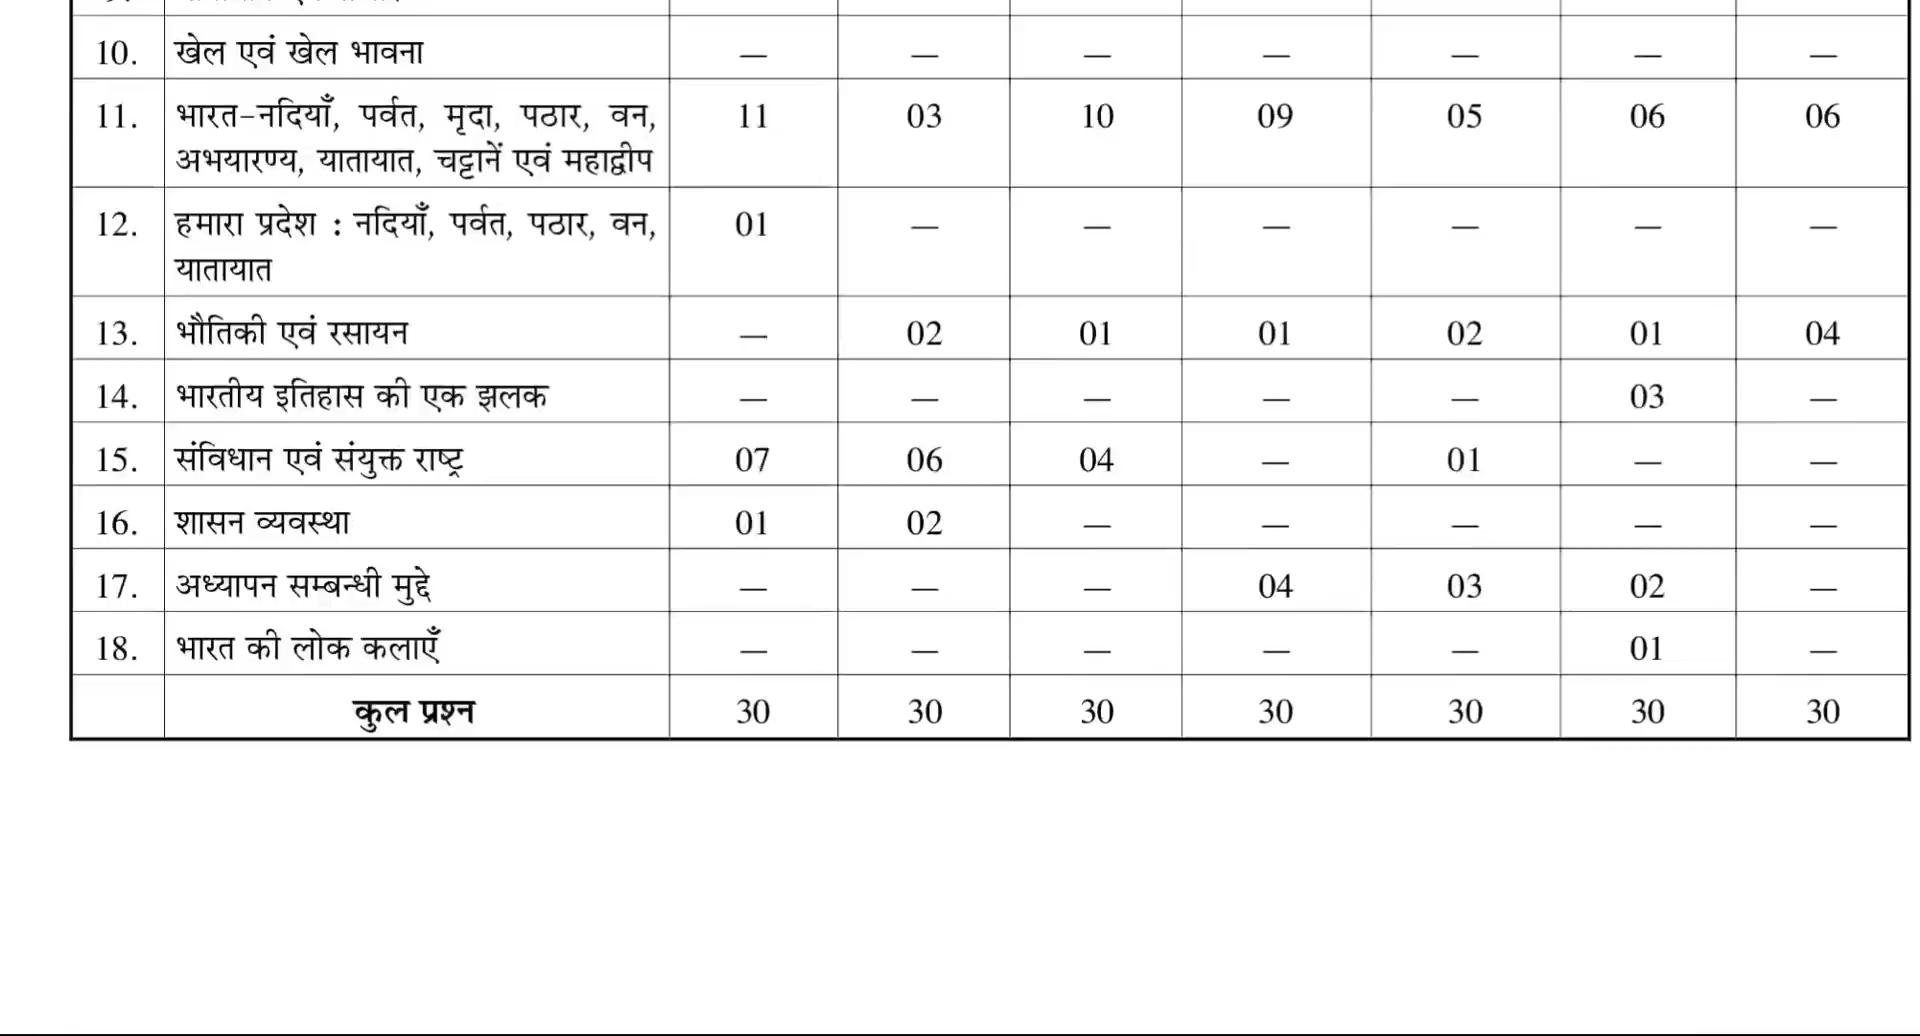 10. खेल एवं खेल भावना — — — — — — —
11. भारत-नदियाँ, पर्वत, मृदा, पठार, वन, 11 03 10 09 05 06 06
अभयारण्य, यातायात, चट्टानें एवं महाद्वीप
12. हमारा प्रदेश : नदियाँ, पर्वत, पठार, वन, 01 — — — — — —
यातायात
13. भौतिकी एवं रसायन — 02 01 01 02 01 04
14. भारतीय इतिहास की एक झलक — — — — — 03 —
15. संविधान एवं संयुक्त राष्ट्र 07 06 04 — 01 — —
16. शासन व्यवस्था 01 02 — — — — —
17. अध्यापन सम्बन्धी मुद्दे — — — 04 03 02 —
18. भारत की लोक कलाएँ — — — — — 01 —
कुल प्रश्न 30 30 30 30 30 30 30